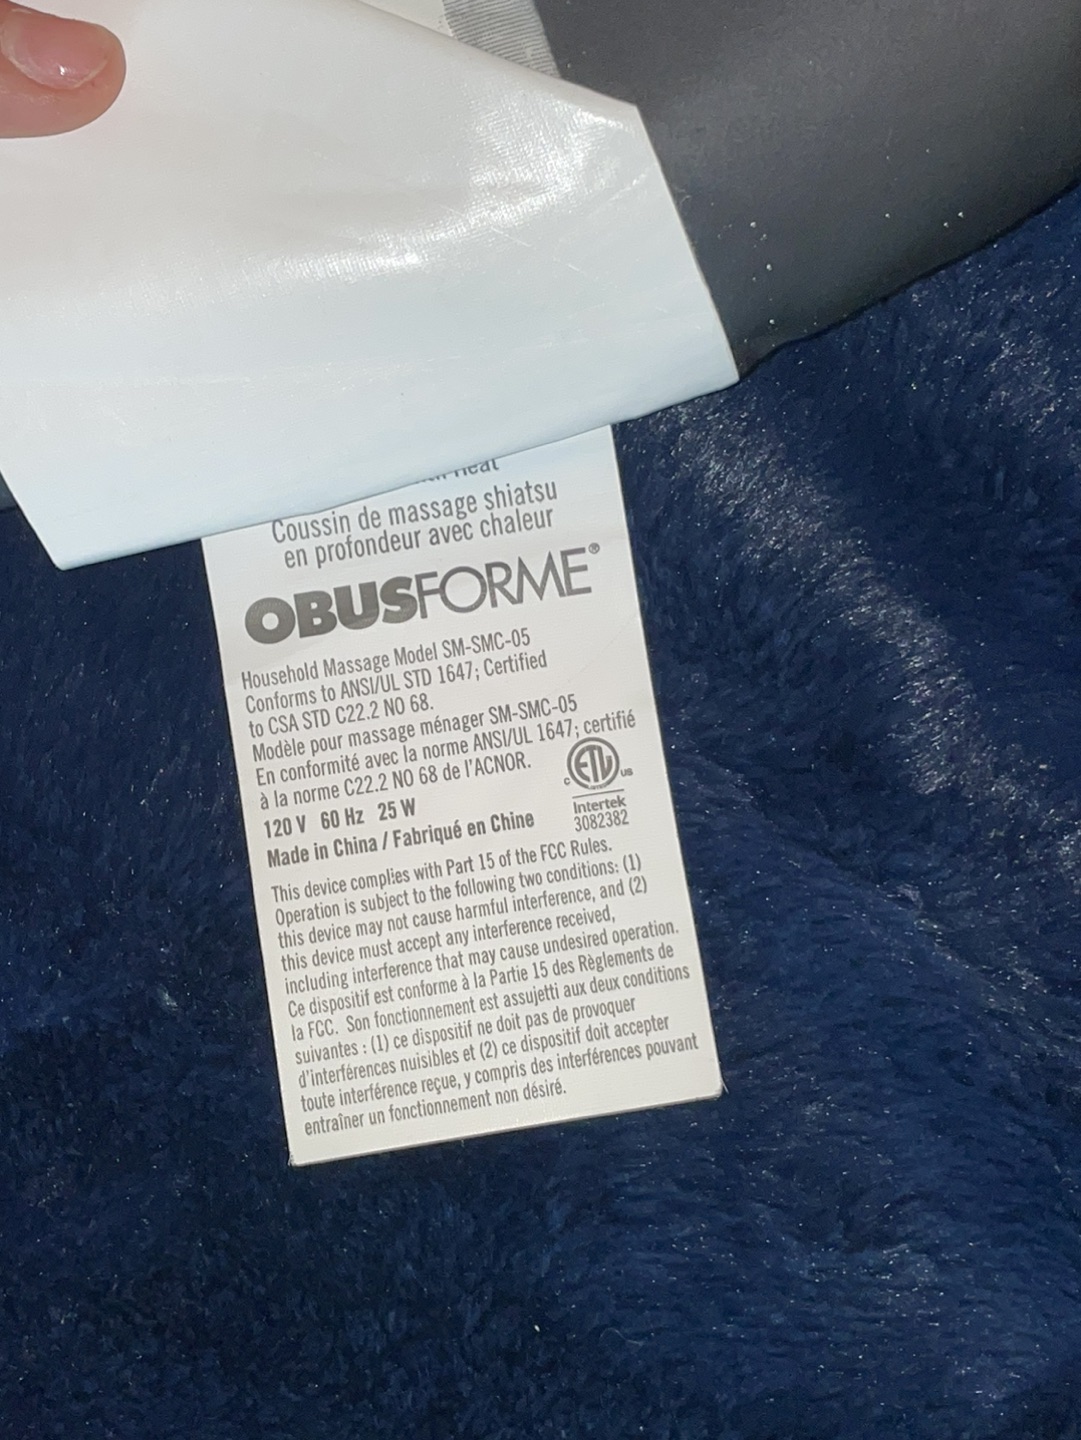 Heat
Coussin de massage shiatsu
en profondeur avec chaleur
OBUSFORME®
Household Massage Model SM-SMC-05
Conforms to ANSI/UL STD 1647; Certified
to CSA STD C22.2 NO 68.
Modèle pour massage ménager SM-SMC-05
En conformité avec la norme ANSI/UL 1647; certifié
à la norme C22.2 NO 68 de l'ACNOR.
120 V 60 Hz 25 W
Made in China / Fabriqué en Chine
C ETL US
Intertek
3082382
This device complies with Part 15 of the FCC Rules.
Operation is subject to the following two conditions: (1)
this device may not cause harmful interference, and (2)
this device must accept any interference received,
including interference that may cause undesired operation.
Ce dispositif est conforme à la Partie 15 des Règlements de
la FCC. Son fonctionnement est assujetti aux deux conditions
suivantes : (1) ce dispositif ne doit pas de provoquer
d'interférences nuisibles et (2) ce dispositif doit accepter
toute interférence reçue, y compris des interférences pouvant
entraîner un fonctionnement non désiré.